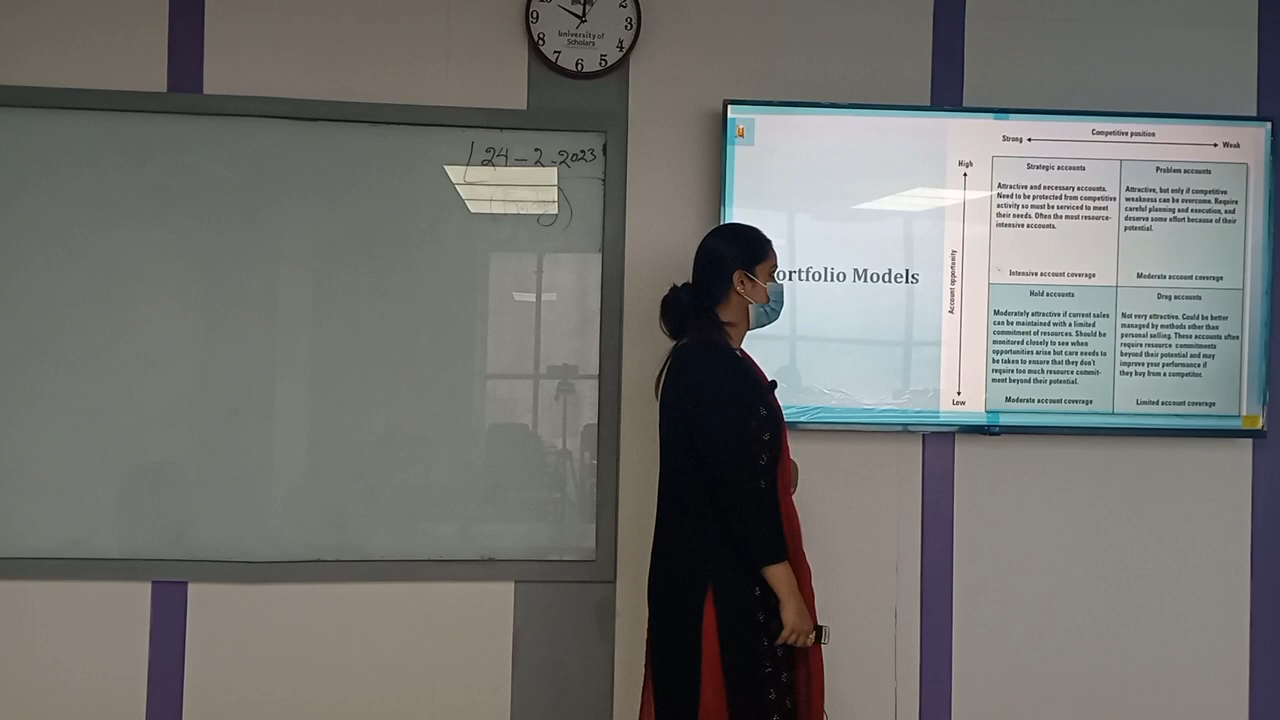 9
8
7
6
5
4
3
2
University of
Scholars
24-2-2023
ortfolio Models
Competitive position
Strong
Weak
High
Account opportunity
Low
Strategic accounts
Attractive and necessary accounts.
Need to be protected from competitive
activity so must be serviced to meet
their needs. Often the most resource-
intensive accounts.
Intensive account coverage
Problem accounts
Attractive, but only if competitive
weakness can be overcome. Require
careful planning and execution, and
deserve some effort because of their
potential.
Moderate account coverage
Hold accounts
Moderately attractive if current sales
can be maintained with a limited
commitment of resources. Should be
monitored closely to see when
opportunities arise but care needs to
be taken to ensure that they don't
require too much resource commit-
ment beyond their potential.
Moderate account coverage
Drag accounts
Not very attractive. Could be better
managed by methods other than
personal selling. These accounts often
require resource commitments
beyond their potential and may
improve your performance if
they buy from a competitor.
Limited account coverage